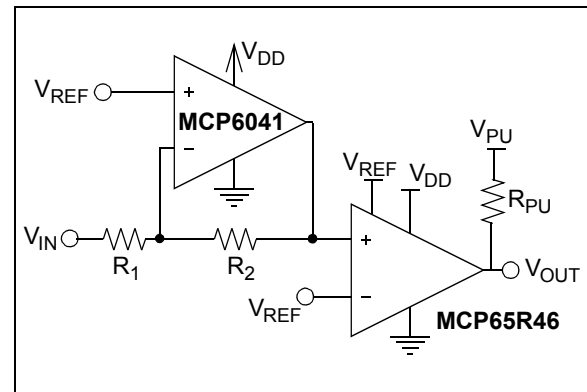 V_DD
V_REF
+
MCP6041
−
V_PU
V_REF
V_DD
R_PU
V_IN
R_1
R_2
+
V_OUT
V_REF
−
MCP65R46